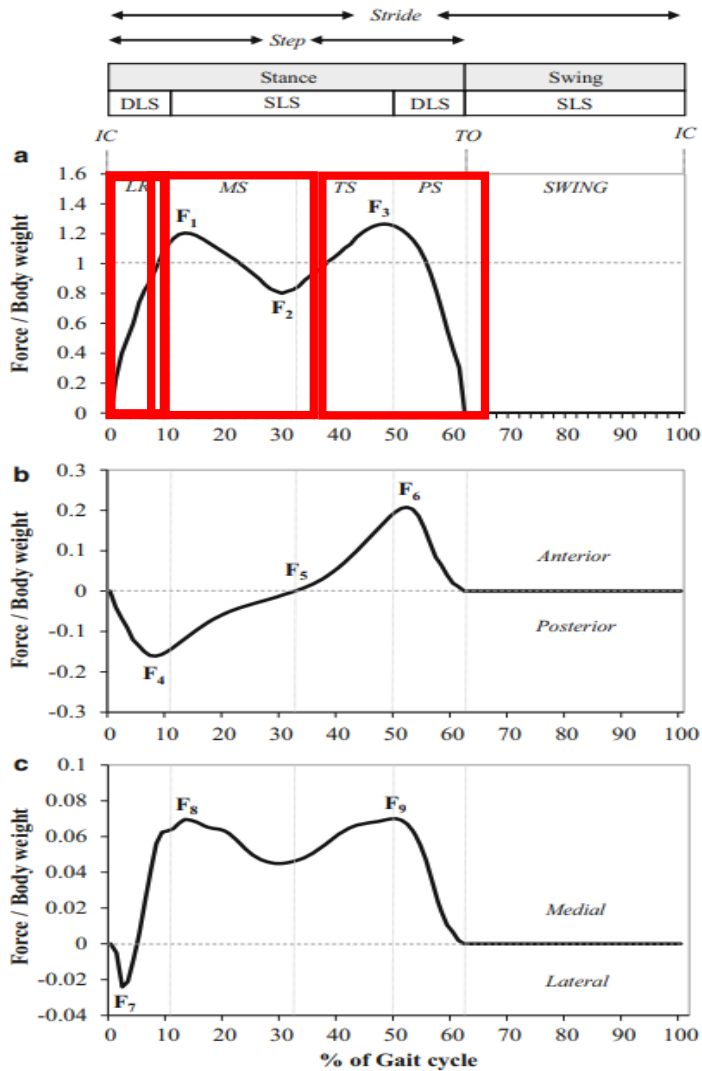 Stride
Step
Stance Swing
DLS SLS DLS SLS
IC TO IC
a
Force / Body weight
1.6
1.4
1.2
1
0.8
0.6
0.4
0.2
0
LR MS TS PS SWING
F1
F2
F3
0 10 20 30 40 50 60 70 80 90 100
b
Force / Body weight
0.3
0.2
0.1
0
-0.1
-0.2
-0.3
F4
F5
F6
Anterior
Posterior
0 10 20 30 40 50 60 70 80 90 100
c
Force / Body weight
0.1
0.08
0.06
0.04
0.02
0
-0.02
-0.04
F7
F8
F9
Medial
Lateral
0 10 20 30 40 50 60 70 80 90 100
% of Gait cycle